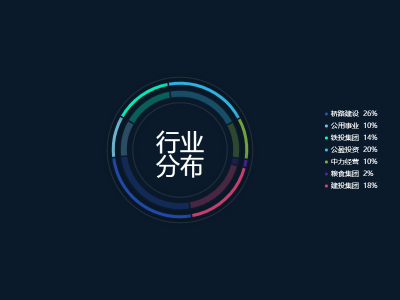 行业
分布
桥路建设 26%
公用事业 10%
铁投集团 14%
公盈投资 20%
中力经营 10%
粮食集团 2%
建投集团 18%